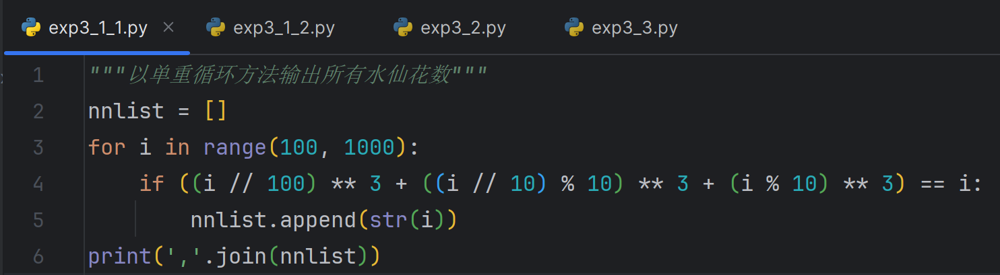 exp3_1_1.py exp3_1_2.py exp3_2.py exp3_3.py
1 """以单重循环方法输出所有水仙花数"""
2 nnlist = []
3 for i in range(100, 1000):
4     if ((i // 100) ** 3 + ((i // 10) % 10) ** 3 + (i % 10) ** 3) == i:
5         nnlist.append(str(i))
6 print(','.join(nnlist))